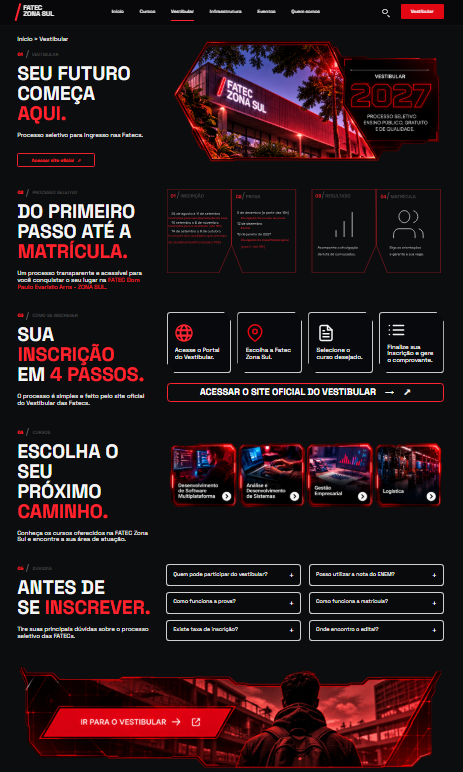 FATEC
ZONA SUL
Início
Cursos
Vestibular
Infraestrutura
Eventos
Quem somos
Vestibular
Início > Vestibular
01 / VESTIBULAR
SEU FUTURO
COMEÇA
AQUI.
Processo seletivo para ingresso nas Fatecs.
Acessar site oficial
FATEC
ZONA SUL
VESTIBULAR
2027
PROCESSO SELETIVO
ENSINO PÚBLICO, GRATUITO
E DE QUALIDADE.
02 / PROCESSO SELETIVO
DO PRIMEIRO
PASSO ATÉ A
MATRÍCULA.
Um processo transparente e acessível para
você conquistar o seu lugar na FATEC Dom
Paulo Evaristo Arns - ZONA SUL.
01 / INSCRIÇÃO
02 / PROVAS
03 / RESULTADO
Acompanhe a divulgação
da lista de convocados.
04 / MATRÍCULA
Siga as orientações
e garanta a sua vaga.
03 / COMO SE INSCREVER
SUA
INSCRIÇÃO
EM 4 PASSOS.
O processo é simples e feito pelo site oficial
do Vestibular das Fatecs.
Acesse o Portal
do Vestibular.
Escolha a Fatec
Zona Sul.
Selecione o
curso desejado.
Finalize sua
inscrição e gere
o comprovante.
ACESSAR O SITE OFICIAL DO VESTIBULAR
04 / CURSOS
ESCOLHA O
SEU
PRÓXIMO
CAMINHO.
Conheça os cursos oferecidos na FATEC Zona
Sul e encontre a sua área de atuação.
Desenvolvimento
de Software
Multiplataforma
Análise e
Desenvolvimento
de Sistemas
Gestão
Empresarial
Logística
05 / DÚVIDAS
ANTES DE
SE INSCREVER.
Tire suas principais dúvidas sobre o processo
seletivo das FATECs.
Quem pode participar do vestibular? +
Posso utilizar a nota do ENEM? +
Como funciona a prova? +
Como funciona a matrícula? +
Existe taxa de inscrição? +
Onde encontro o edital? +
IR PARA O VESTIBULAR